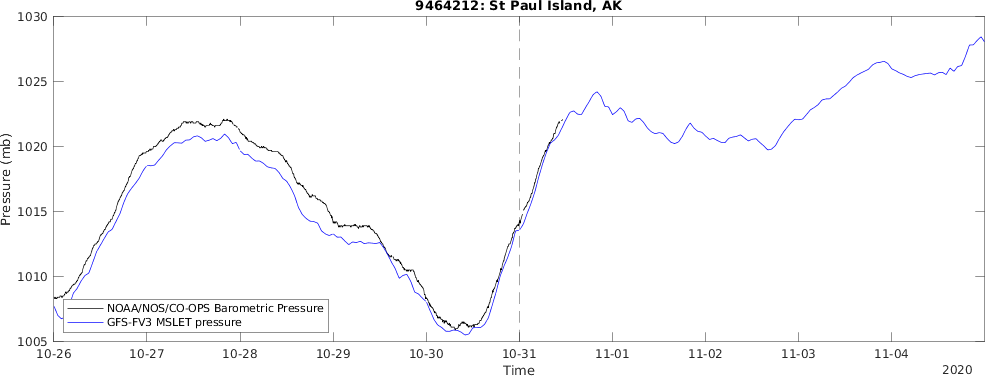 9464212: St Paul Island, AK
Pressure (mb)
1030
1025
1020
1015
1010
1005
NOAA/NOS/CO-OPS Barometric Pressure
GFS-FV3 MSLET pressure
10-26 10-27 10-28 10-29 10-30 10-31 11-01 11-02 11-03 11-04
Time
2020